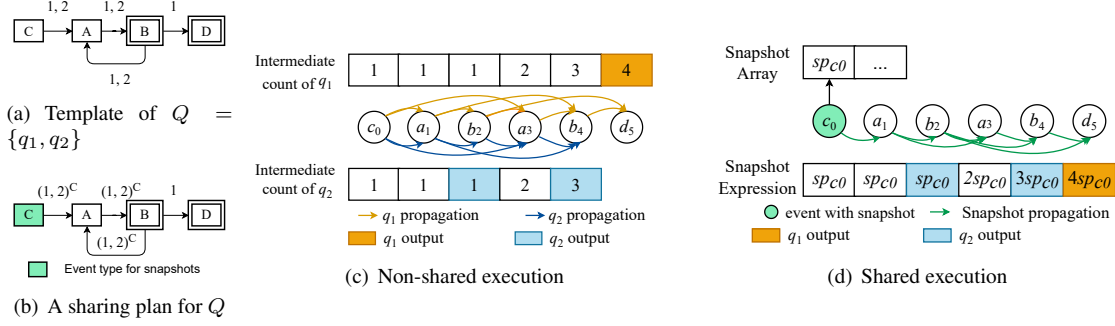 1, 2
1, 2
1
C
A
B
D
1, 2
(a) Template of Q =
{q1, q2}
(1, 2)^C
(1, 2)^C
1
C
A
B
D
(1, 2)^C
Event type for snapshots
(b) A sharing plan for Q
Intermediate
count of q1
1 1 1 2 3 4
c0 a1 b2 a3 b4 d5
Intermediate
count of q2
1 1 1 2 3
q1 propagation
q2 propagation
q1 output
q2 output
(c) Non-shared execution
Snapshot
Array
spc0 ...
c0 a1 b2 a3 b4 d5
Snapshot
Expression
spc0 spc0 spc0 2spc0 3spc0 4spc0
event with snapshot
Snapshot propagation
q1 output
q2 output
(d) Shared execution